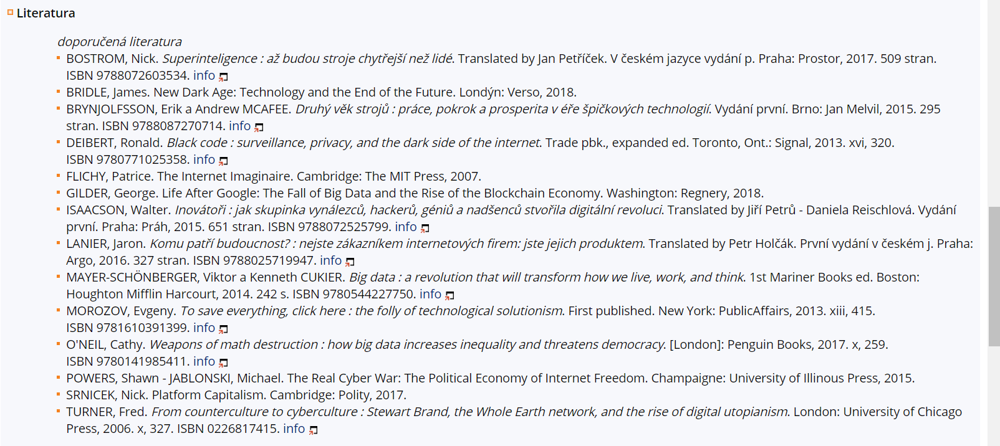 Literatura
doporučená literatura
BOSTROM, Nick. Superinteligence : až budou stroje chytřejší než lidé. Translated by Jan Petříček. V českém jazyce vydání p. Praha: Prostor, 2017. 509 stran.
ISBN 9788072603534. info
BRIDLE, James. New Dark Age: Technology and the End of the Future. Londýn: Verso, 2018.
BRYNJOLFSSON, Erik a Andrew MCAFEE. Druhý věk strojů : práce, pokrok a prosperita v éře špičkových technologií. Vydání první. Brno: Jan Melvil, 2015. 295
stran. ISBN 9788087270714. info
DEIBERT, Ronald. Black code : surveillance, privacy, and the dark side of the internet. Trade pbk., expanded ed. Toronto, Ont.: Signal, 2013. xvi, 320.
ISBN 9780771025358. info
FLICHY, Patrice. The Internet Imaginaire. Cambridge: The MIT Press, 2007.
GILDER, George. Life After Google: The Fall of Big Data and the Rise of the Blockchain Economy. Washington: Regnery, 2018.
ISAACSON, Walter. Inovátoři : jak skupinka vynálezců, hackerů, géniů a nadšenců stvořila digitální revoluci. Translated by Jiří Petrů - Daniela Reischlová. Vydání
první. Praha: Práh, 2015. 651 stran. ISBN 9788072525799. info
LANIER, Jaron. Komu patří budoucnost? : nejste zákazníkem internetových firem: jste jejich produktem. Translated by Petr Holčák. První vydání v českém j. Praha:
Argo, 2016. 327 stran. ISBN 9788025719947. info
MAYER-SCHÖNBERGER, Viktor a Kenneth CUKIER. Big data : a revolution that will transform how we live, work, and think. 1st Mariner Books ed. Boston:
Houghton Mifflin Harcourt, 2014. 242 s. ISBN 9780544227750. info
MOROZOV, Evgeny. To save everything, click here : the folly of technological solutionism. First published. New York: PublicAffairs, 2013. xiii, 415.
ISBN 9781610391399. info
O'NEIL, Cathy. Weapons of math destruction : how big data increases inequality and threatens democracy. [London]: Penguin Books, 2017. x, 259.
ISBN 9780141985411. info
POWERS, Shawn - JABLONSKI, Michael. The Real Cyber War: The Political Economy of Internet Freedom. Champaigne: University of Illinous Press, 2015.
SRNICEK, Nick. Platform Capitalism. Cambridge: Polity, 2017.
TURNER, Fred. From counterculture to cyberculture : Stewart Brand, the Whole Earth network, and the rise of digital utopianism. London: University of Chicago
Press, 2006. x, 327. ISBN 0226817415. info